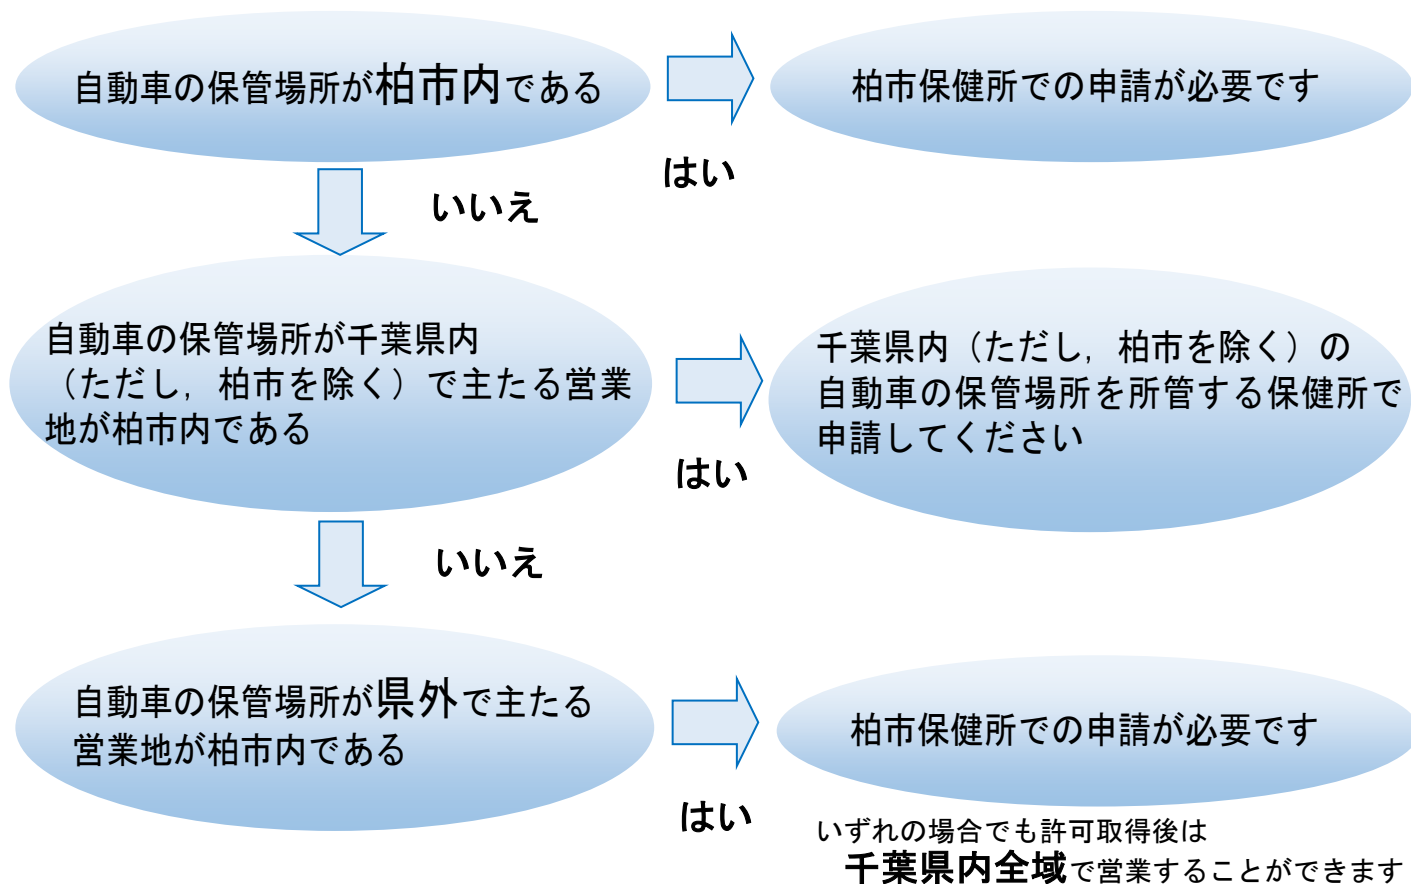 自動車の保管場所が柏市内である
柏市保健所での申請が必要です
はい
いいえ
自動車の保管場所が千葉県内
（ただし，柏市を除く）で主たる営業
地が柏市内である
千葉県内（ただし，柏市を除く）の
自動車の保管場所を所管する保健所で
申請してください
はい
いいえ
自動車の保管場所が県外で主たる
営業地が柏市内である
柏市保健所での申請が必要です
はい
いずれの場合でも許可取得後は
千葉県内全域で営業することができます